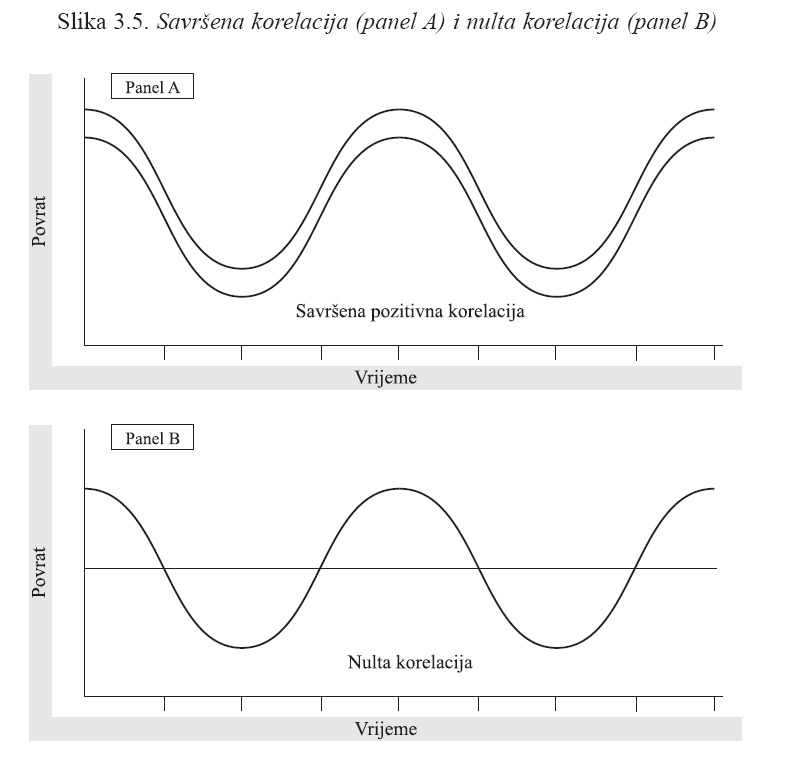 Slika 3.5. Savršena korelacija (panel A) i nulta korelacija (panel B)
Panel A
Povrat
Savršena pozitivna korelacija
Vrijeme
Panel B
Povrat
Nulta korelacija
Vrijeme